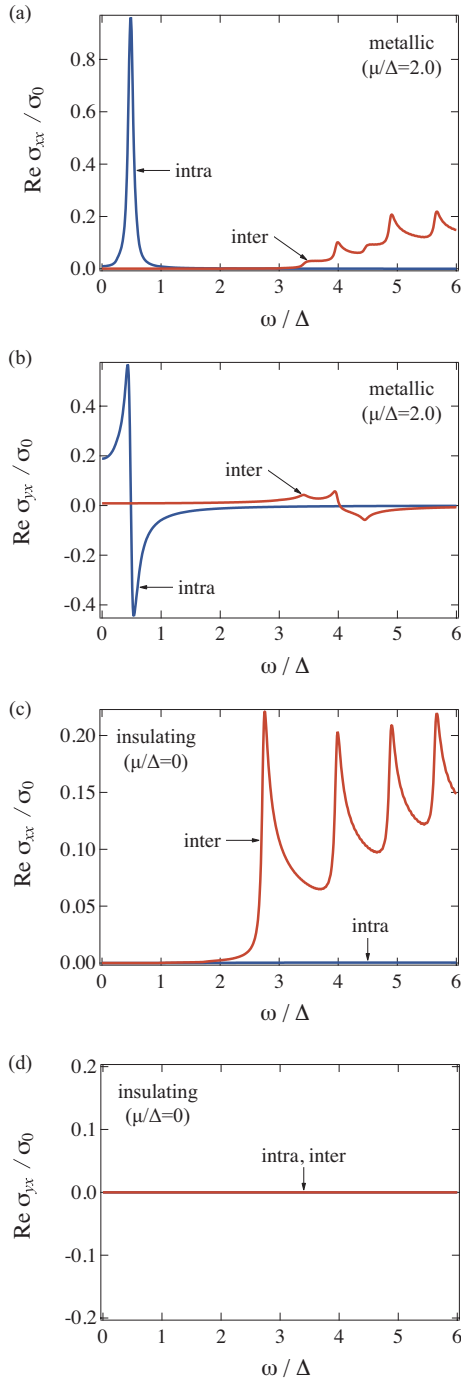 (a)
metallic
(μ/Δ=2.0)
Re σxx / σ0
0.8
0.6
0.4
0.2
0.0
intra
inter
0 1 2 3 4 5 6
ω / Δ
(b)
metallic
(μ/Δ=2.0)
Re σyx / σ0
0.4
0.2
0.0
-0.2
-0.4
inter
intra
0 1 2 3 4 5 6
ω / Δ
(c)
insulating
(μ/Δ=0)
Re σxx / σ0
0.20
0.15
0.10
0.05
0.00
inter
intra
0 1 2 3 4 5 6
ω / Δ
(d)
insulating
(μ/Δ=0)
Re σyx / σ0
0.2
0.1
0.0
-0.1
-0.2
intra, inter
0 1 2 3 4 5 6
ω / Δ